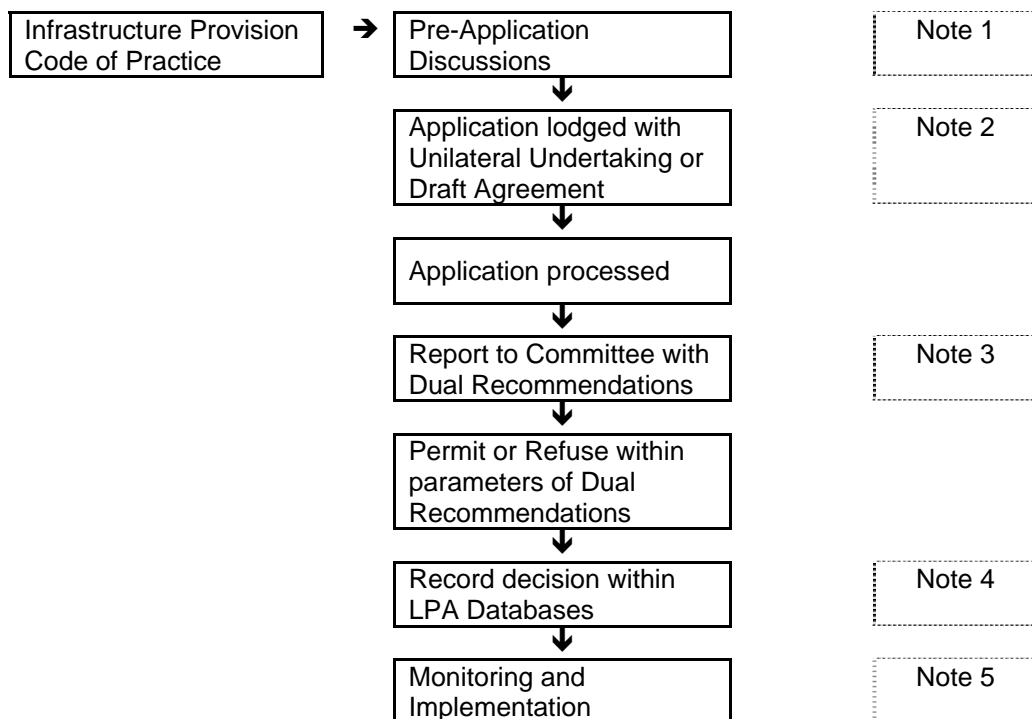 Infrastructure Provision
Code of Practice
➔
Pre-Application
Discussions
Note 1
Application lodged with
Unilateral Undertaking or
Draft Agreement
Note 2
Application processed
Report to Committee with
Dual Recommendations
Note 3
Permit or Refuse within
parameters of Dual
Recommendations
Record decision within
LPA Databases
Note 4
Monitoring and
Implementation
Note 5